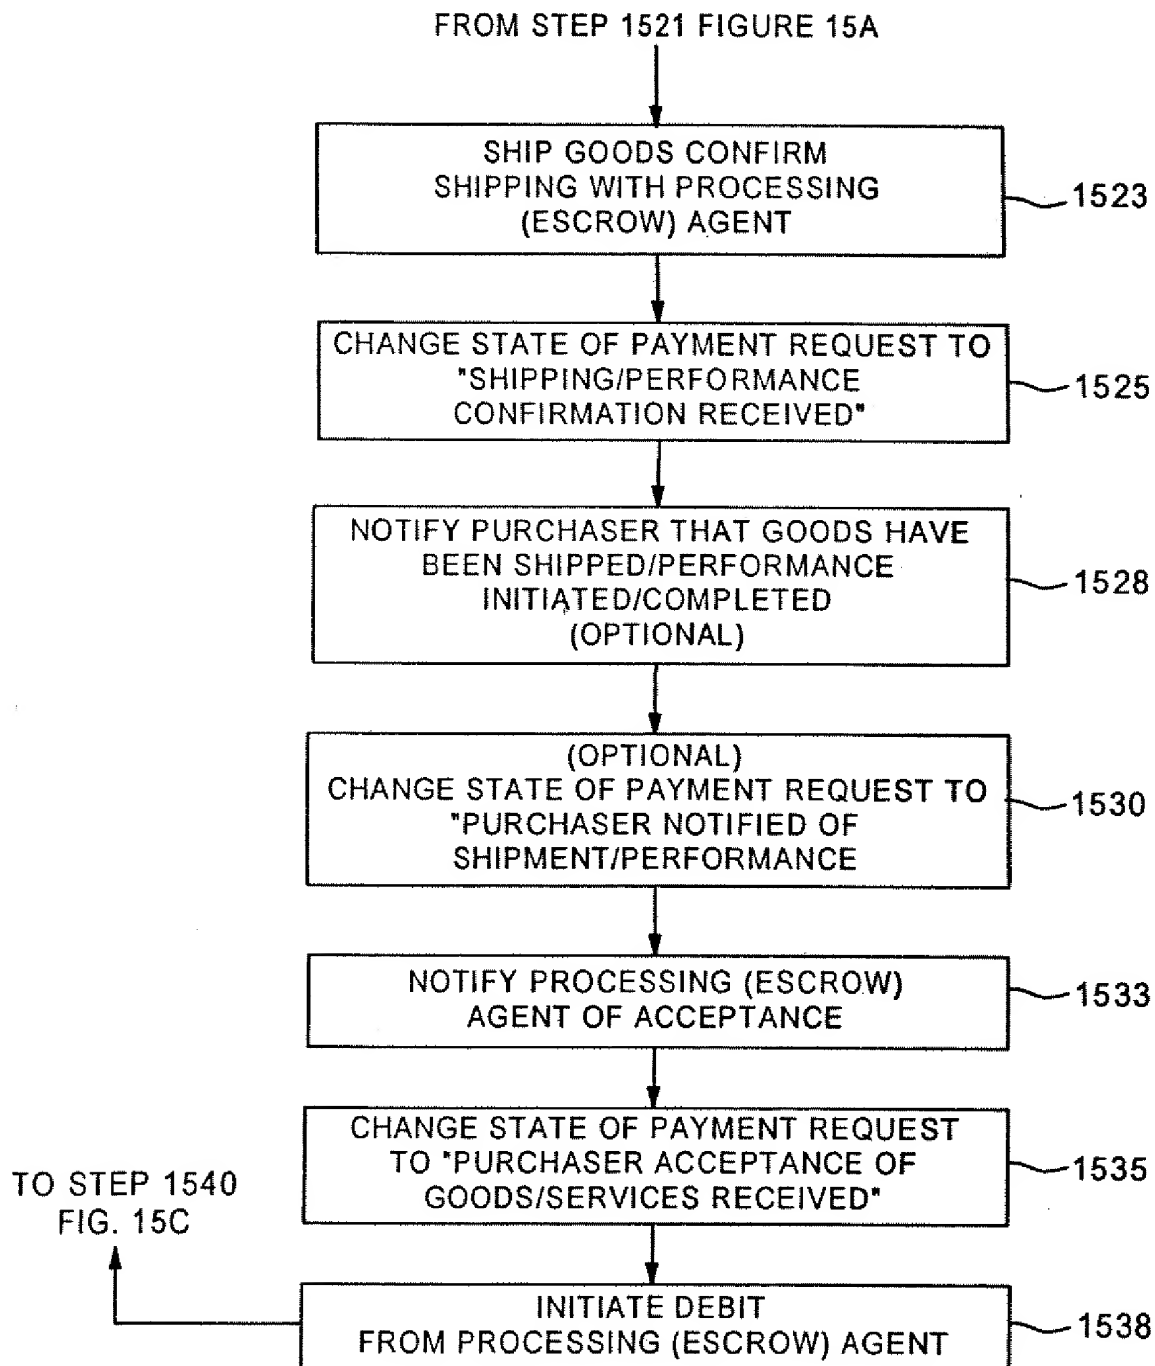 FROM STEP 1521 FIGURE 15A
SHIP GOODS CONFIRM
SHIPPING WITH PROCESSING
(ESCROW) AGENT
1523
CHANGE STATE OF PAYMENT REQUEST TO
"SHIPPING/PERFORMANCE
CONFIRMATION RECEIVED"
1525
NOTIFY PURCHASER THAT GOODS HAVE
BEEN SHIPPED/PERFORMANCE
INITIATED/COMPLETED
(OPTIONAL)
1528
(OPTIONAL)
CHANGE STATE OF PAYMENT REQUEST TO
"PURCHASER NOTIFIED OF
SHIPMENT/PERFORMANCE
1530
NOTIFY PROCESSING (ESCROW)
AGENT OF ACCEPTANCE
1533
CHANGE STATE OF PAYMENT REQUEST
TO "PURCHASER ACCEPTANCE OF
GOODS/SERVICES RECEIVED"
1535
INITIATE DEBIT
FROM PROCESSING (ESCROW) AGENT
1538
TO STEP 1540
FIG. 15C